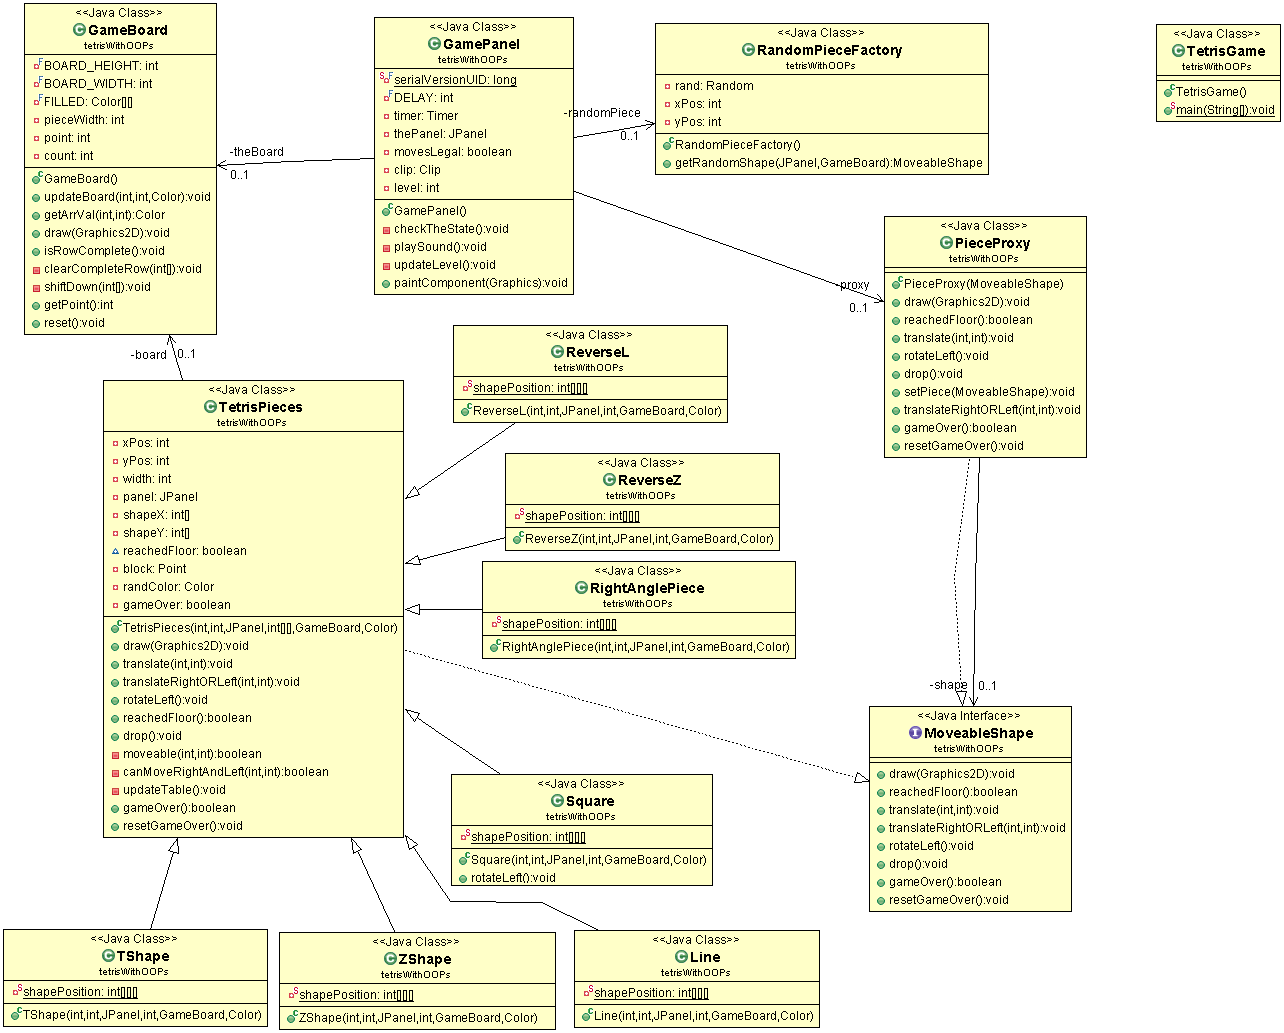 <<Java Class>>
GameBoard
tetrisWithOOPs
BOARD_HEIGHT: int
BOARD_WIDTH: int
FILLED: Color[][]
pieceWidth: int
point: int
count: int
GameBoard()
updateBoard(int,int,Color):void
getArrVal(int,int):Color
draw(Graphics2D):void
isRowComplete():void
clearCompleteRow(int[]):void
shiftDown(int[]):void
getPoint():int
reset():void
<<Java Class>>
GamePanel
tetrisWithOOPs
serialVersionUID: long
DELAY: int
timer: Timer
thePanel: JPanel
movesLegal: boolean
clip: Clip
level: int
GamePanel()
checkTheState():void
playSound():void
updateLevel():void
paintComponent(Graphics):void
<<Java Class>>
RandomPieceFactory
tetrisWithOOPs
rand: Random
xPos: int
yPos: int
RandomPieceFactory()
getRandomShape(JPanel,GameBoard):MoveableShape
<<Java Class>>
TetrisGame
tetrisWithOOPs
TetrisGame()
main(String[]):void
-theBoard
0..1
-randomPiece
0..1
-proxy
0..1
<<Java Class>>
PieceProxy
tetrisWithOOPs
PieceProxy(MoveableShape)
draw(Graphics2D):void
reachedFloor():boolean
translate(int,int):void
rotateLeft():void
drop():void
setPiece(MoveableShape):void
translateRightORLeft(int,int):void
gameOver():boolean
resetGameOver():void
-board
0..1
<<Java Class>>
TetrisPieces
tetrisWithOOPs
xPos: int
yPos: int
width: int
panel: JPanel
shapeX: int[]
shapeY: int[]
reachedFloor: boolean
block: Point
randColor: Color
gameOver: boolean
TetrisPieces(int,int,JPanel,int[][],GameBoard,Color)
draw(Graphics2D):void
translate(int,int):void
translateRightORLeft(int,int):void
rotateLeft():void
reachedFloor():boolean
drop():void
moveable(int,int):boolean
canMoveRightAndLeft(int,int):boolean
updateTable():void
gameOver():boolean
resetGameOver():void
<<Java Class>>
ReverseL
tetrisWithOOPs
shapePosition: int[][][]
ReverseL(int,int,JPanel,int,GameBoard,Color)
<<Java Class>>
ReverseZ
tetrisWithOOPs
shapePosition: int[][][]
ReverseZ(int,int,JPanel,int,GameBoard,Color)
<<Java Class>>
RightAnglePiece
tetrisWithOOPs
shapePosition: int[][][]
RightAnglePiece(int,int,JPanel,int,GameBoard,Color)
-shape
0..1
<<Java Interface>>
MoveableShape
tetrisWithOOPs
draw(Graphics2D):void
reachedFloor():boolean
translate(int,int):void
translateRightORLeft(int,int):void
rotateLeft():void
drop():void
gameOver():boolean
resetGameOver():void
<<Java Class>>
Square
tetrisWithOOPs
shapePosition: int[][][]
Square(int,int,JPanel,int,GameBoard,Color)
rotateLeft():void
<<Java Class>>
TShape
tetrisWithOOPs
shapePosition: int[][][]
TShape(int,int,JPanel,int,GameBoard,Color)
<<Java Class>>
ZShape
tetrisWithOOPs
shapePosition: int[][][]
ZShape(int,int,JPanel,int,GameBoard,Color)
<<Java Class>>
Line
tetrisWithOOPs
shapePosition: int[][][]
Line(int,int,JPanel,int,GameBoard,Color)